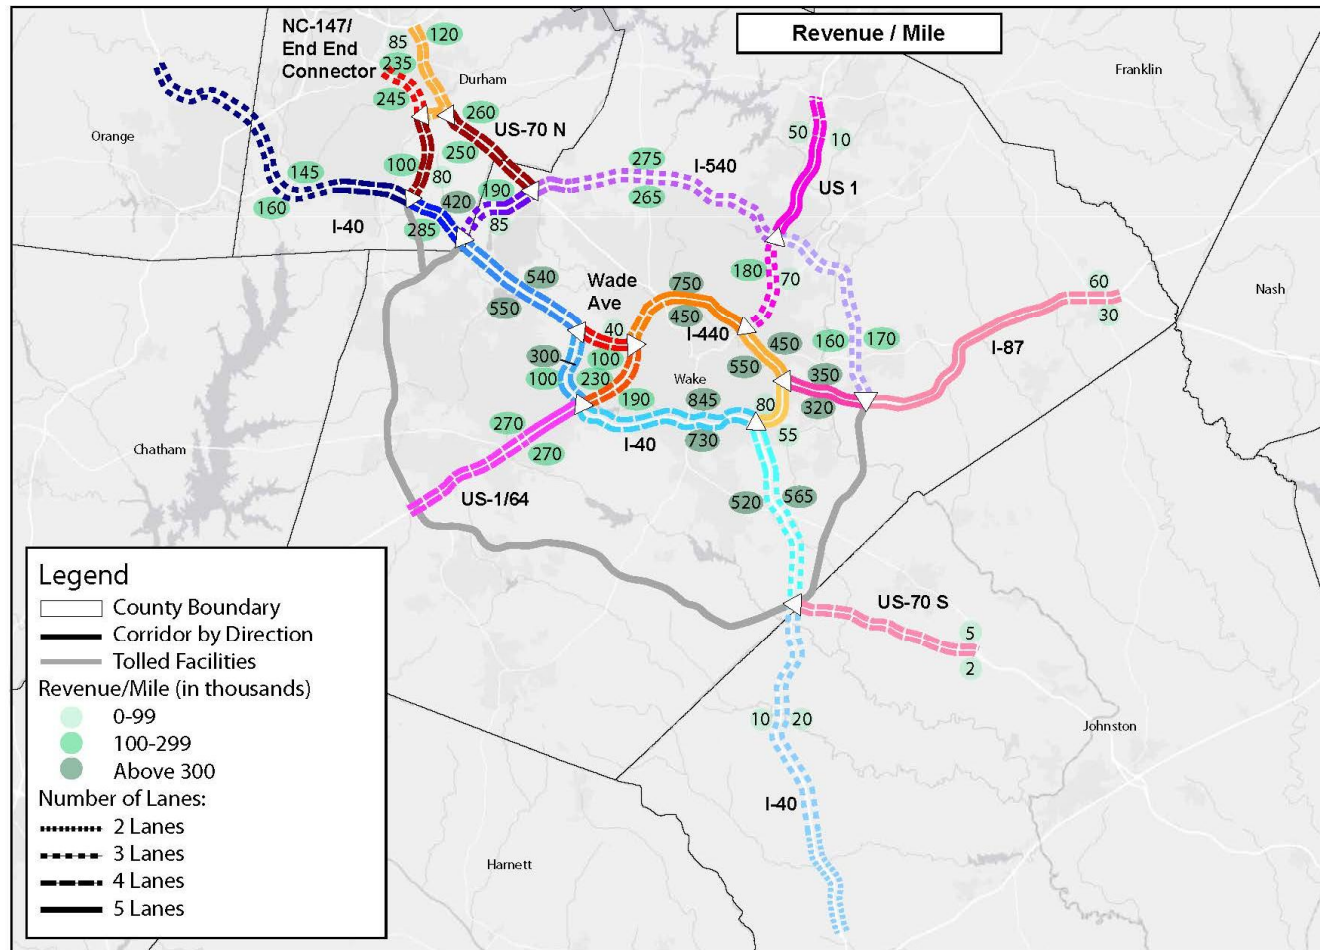 Revenue / Mile
NC-147/
End End
Connector
85
120
235
245
Durham
260
US-70 N
250
100
80
Orange
145
160
I-40
420
285
190
85
275
I-540
265
50
10
US 1
Franklin
Nash
180
70
540
550
Wade
Ave
40
100
750
450
I-440
450
550
160
170
300
100
230
190
Wake
845
730
I-40
80
55
350
320
I-87
60
30
270
270
US-1/64
Chatham
520
565
US-70 S
5
2
10
20
I-40
Johnston
Harnett
Legend
County Boundary
Corridor by Direction
Tolled Facilities
Revenue/Mile (in thousands)
0-99
100-299
Above 300
Number of Lanes:
2 Lanes
3 Lanes
4 Lanes
5 Lanes